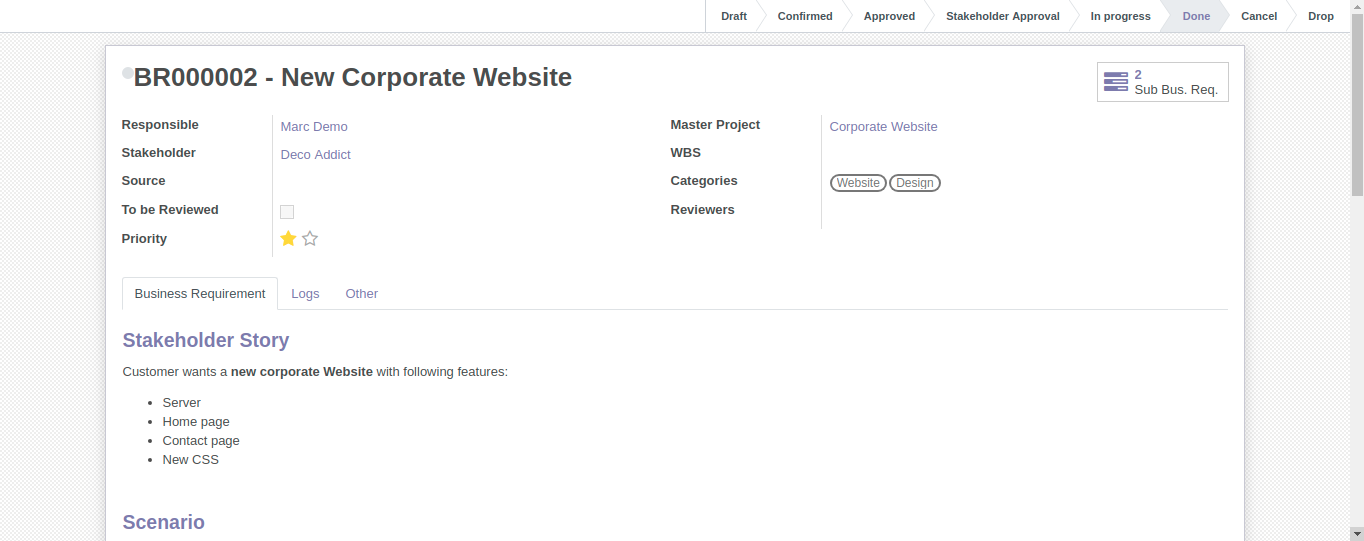 Draft Confirmed Approved Stakeholder Approval In progress Done Cancel Drop
BR000002 - New Corporate Website
2
Sub Bus. Req.
Responsible Marc Demo Master Project Corporate Website
Stakeholder Deco Addict WBS
Source Categories Website Design
To be Reviewed Reviewers
Priority
Business Requirement Logs Other
Stakeholder Story
Customer wants a new corporate Website with following features:
Server
Home page
Contact page
New CSS
Scenario